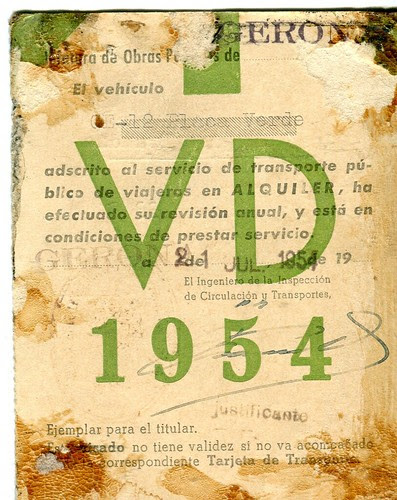 GERONA
Jefatura de Obras Públicas de
El vehículo
-12 Placa Verde
VD
adscrito al servicio de transporte pú-
blico de viajeros en ALQUILER, ha
efectuado su revisión anual, y está en
condiciones de prestar servicio.
GERONA a 21 de JUL. 1954 de 19
El Ingeniero de la Inspección
de Circulación y Transportes,
1954
Justificante
Ejemplar para el titular.
no tiene validez si no va acompañado
correspondiente Tarjeta de Transporte